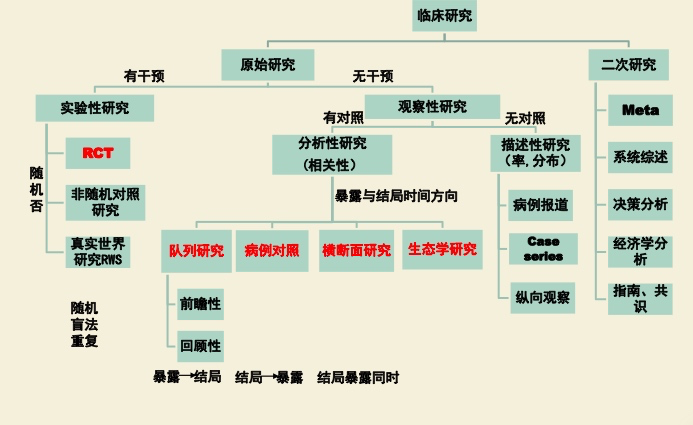 临床研究
原始研究
二次研究
有干预
无干预
实验性研究
观察性研究
Meta
有对照
无对照
RCT
分析性研究
(相关性)
描述性研究
（率, 分布）
系统综述
随
机
否
非随机对照
研究
暴露与结局时间方向
病例报道
决策分析
真实世界
研究RWS
队列研究
病例对照
横断面研究
生态学研究
Case
series
经济学分
析
前瞻性
纵向观察
指南、共
识
随机
盲法
重复
回顾性
暴露→结局
结局→暴露
结局暴露同时